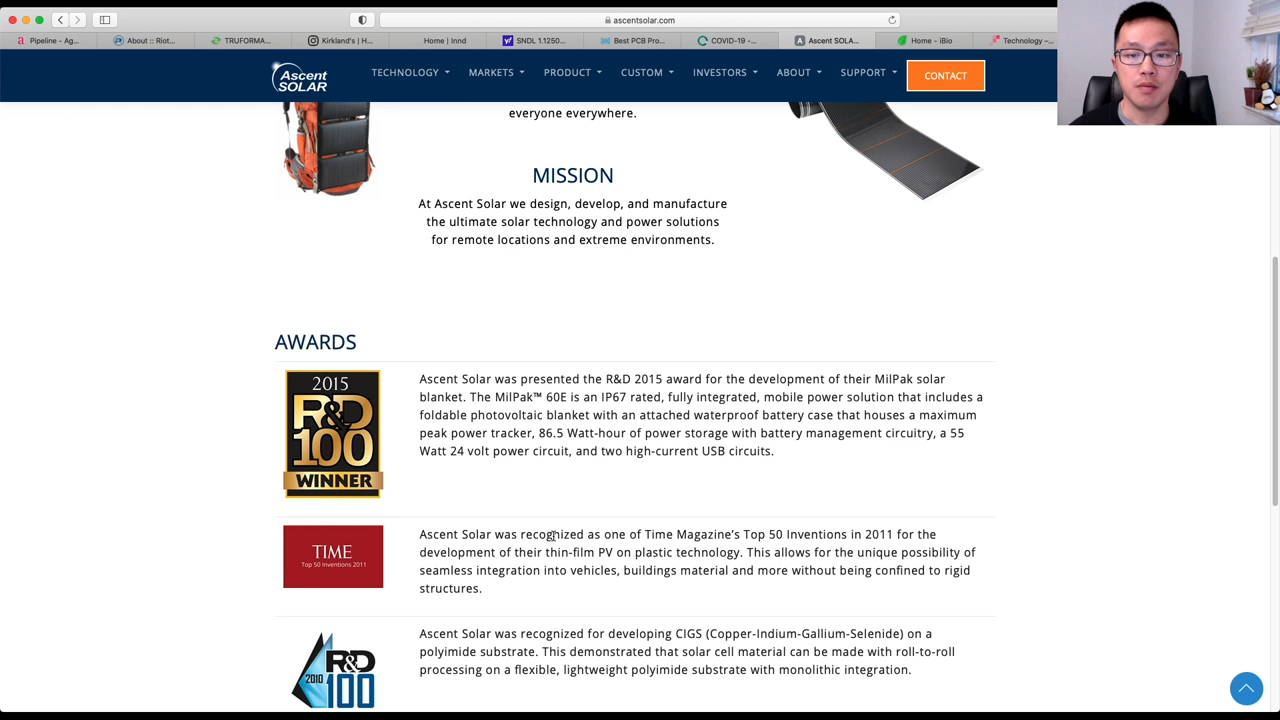 ascentsolar.com
Pipeline - Ag...
About :: Riot...
TRUFORMA...
Kirkland's | H...
Home | Innd
SNDL 1.1250...
Best PCB Pro...
COVID-19 -...
Ascent SOLA...
Home - iBio
Technology –...
Ascent
SOLAR
TECHNOLOGY
MARKETS
PRODUCT
CUSTOM
INVESTORS
ABOUT
SUPPORT
CONTACT
everyone everywhere.
MISSION
At Ascent Solar we design, develop, and manufacture
the ultimate solar technology and power solutions
for remote locations and extreme environments.
AWARDS
2015
R&D
100
WINNER
Ascent Solar was presented the R&D 2015 award for the development of their MilPak solar
blanket. The MilPak™ 60E is an IP67 rated, fully integrated, mobile power solution that includes a
foldable photovoltaic blanket with an attached waterproof battery case that houses a maximum
peak power tracker, 86.5 Watt-hour of power storage with battery management circuitry, a 55
Watt 24 volt power circuit, and two high-current USB circuits.
TIME
Top 50 Inventions 2011
Ascent Solar was recognized as one of Time Magazine's Top 50 Inventions in 2011 for the
development of their thin-film PV on plastic technology. This allows for the unique possibility of
seamless integration into vehicles, buildings material and more without being confined to rigid
structures.
R&D
2010 100
Ascent Solar was recognized for developing CIGS (Copper-Indium-Gallium-Selenide) on a
polyimide substrate. This demonstrated that solar cell material can be made with roll-to-roll
processing on a flexible, lightweight polyimide substrate with monolithic integration.